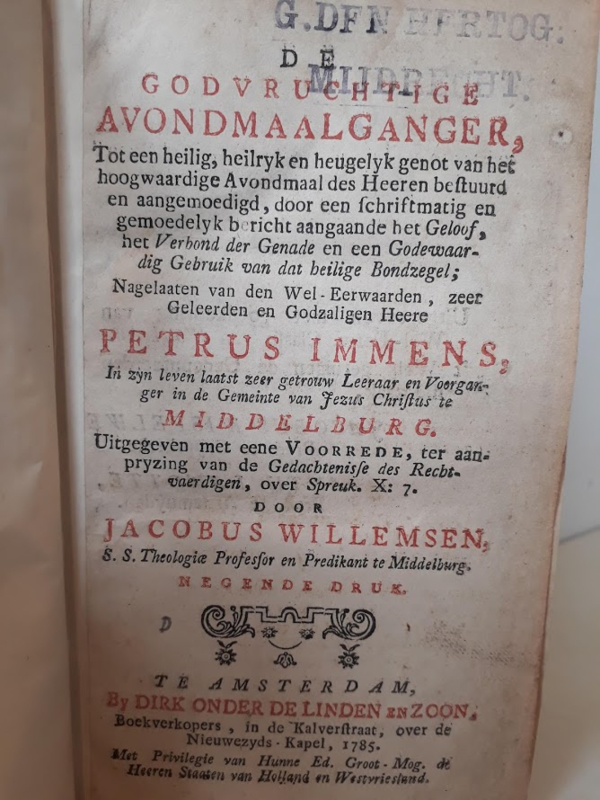 G. DEN HERTOG.
MIJDRECHT.
DE
GODVRUCHTIGE
AVONDMAALGANGER,
Tot een heilig, heilryk en heugelyk genot van het
hoogwaardige Avondmaal des Heeren beſtuurd
en aangemoedigd, door een ſchriftmatig en
gemoedelyk bericht aangaande het Geloof,
het Verbond der Genade en een Godewaar-
dig Gebruik van dat heilige Bondzegel;
Nagelaaten van den Wel-Eerwaarden, zeer
Geleerden en Godzaligen Heere
PETRUS IMMENS,
In zyn leven laatst zeer getrouw Leeraar en Voorgan-
ger in de Gemeinte van Jezus Chriſtus te
MIDDELBURG.
Uitgegeven met eene VOORREDE, ter aan-
pryzing van de Gedachteniſſe des Recht-
vaerdigen, over Spreuk. X: 7.
DOOR
JACOBUS WILLEMSEN,
S. S. Theologiæ Profeſſor en Predikant te Middelburg.
NEGENDE DRUK.
D
TE AMSTERDAM,
By DIRK ONDER DE LINDEN EN ZOON,
Boekverkopers, in de Kalverſtraat, over de
Nieuwezyds-Kapel, 1785.
Met Privilegie van Hunne Ed. Groot-Mog. de
Heeren Staaten van Holland en Westvriesland.